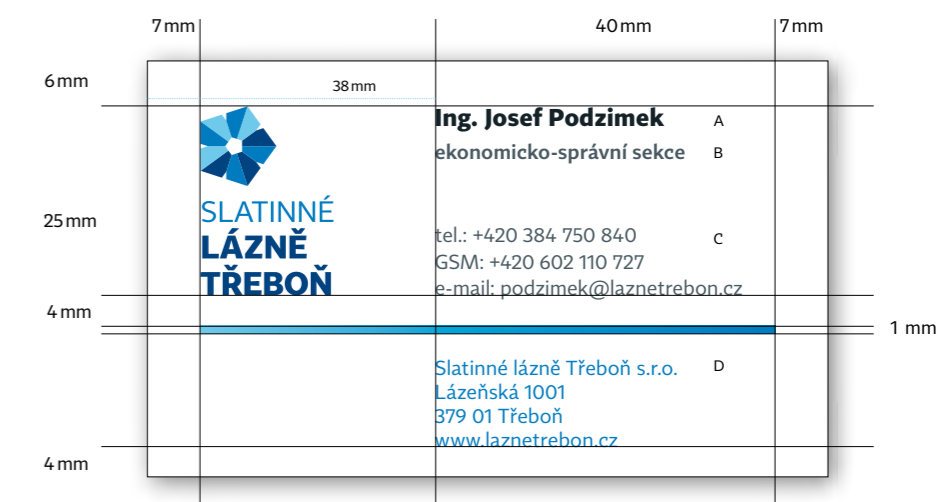 7 mm
40 mm
7 mm
6 mm
38 mm
Ing. Josef Podzimek
A
ekonomicko-správní sekce
B
25 mm
SLATINNÉ
LÁZNĚ
TŘEBOŇ
tel.: +420 384 750 840
C
GSM: +420 602 110 727
e-mail: podzimek@laznetrebon.cz
4 mm
1 mm
Slatinné lázně Třeboň s.r.o.
D
Lázeňská 1001
379 01 Třeboň
www.laznetrebon.cz
4 mm